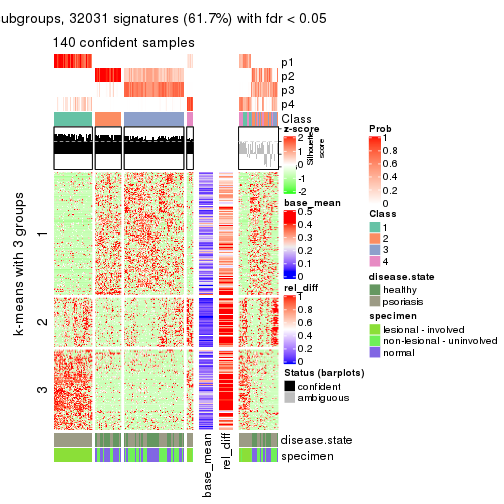 subgroups, 32031 signatures (61.7%) with fdr < 0.05
140 confident samples
p1
p2
p3
p4
Class
z-score
2
1
0
-1
-2
Silhouette
score
Prob
1
0.8
0.6
0.4
0.2
0
base_mean
0.5
0.4
0.3
0.2
0.1
0
Class
1
2
3
4
rel_diff
1
0.8
0.6
0.4
0.2
0
disease.state
healthy
psoriasis
specimen
lesional - involved
non-lesional - uninvolved
normal
Status (barplots)
confident
ambiguous
k-means with 3 groups
1
2
3
disease.state
specimen
base_mean
rel_diff